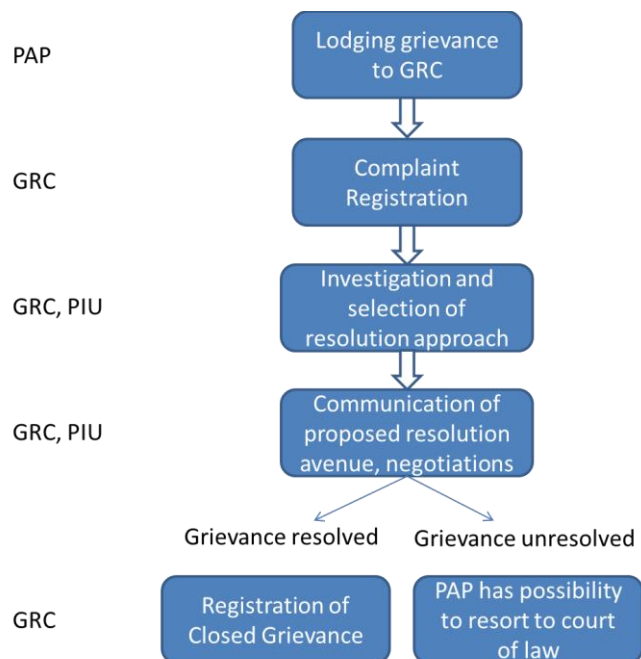 PAP
Lodging grievance
to GRC
GRC
Complaint
Registration
GRC, PIU
Investigation and
selection of
resolution approach
GRC, PIU
Communication of
proposed resolution
avenue, negotiations
Grievance resolved
Grievance unresolved
GRC
Registration of
Closed Grievance
PAP has possibility
to resort to court
of law